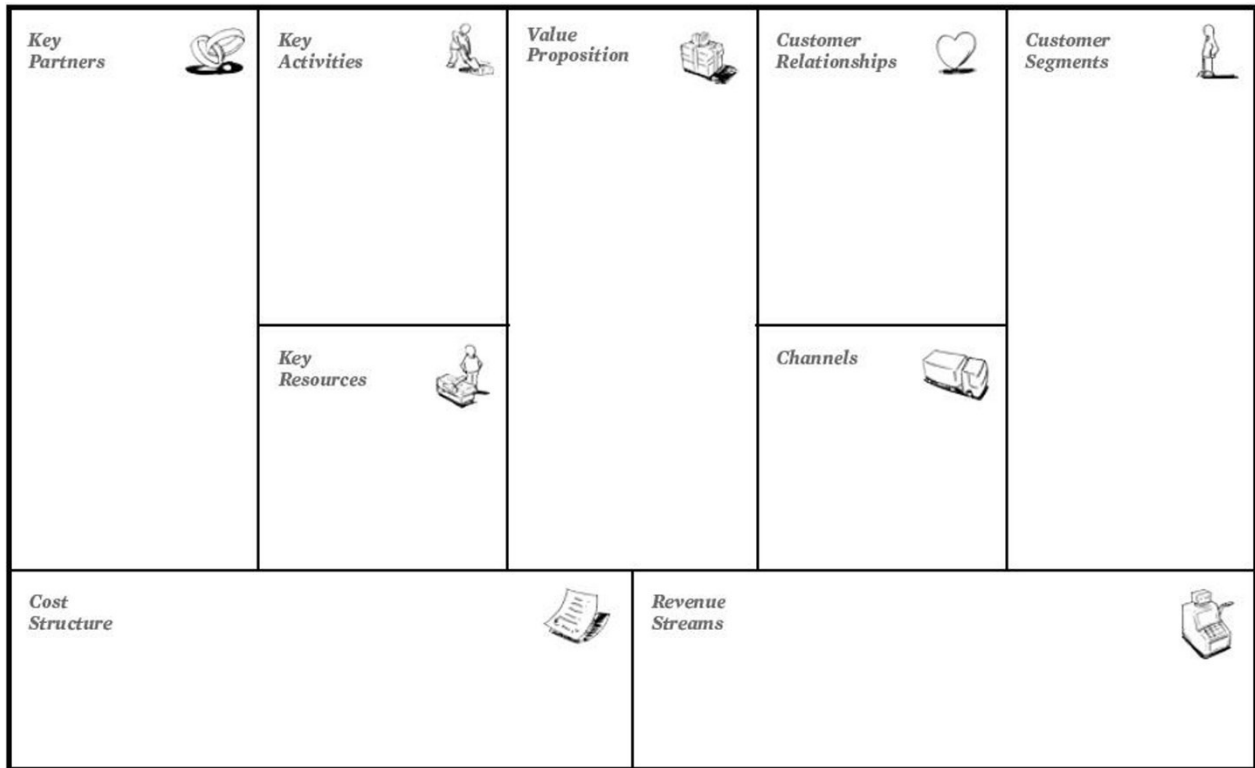 Key
Partners
Key
Activities
Value
Proposition
Customer
Relationships
Customer
Segments
Key
Resources
Channels
Cost
Structure
Revenue
Streams